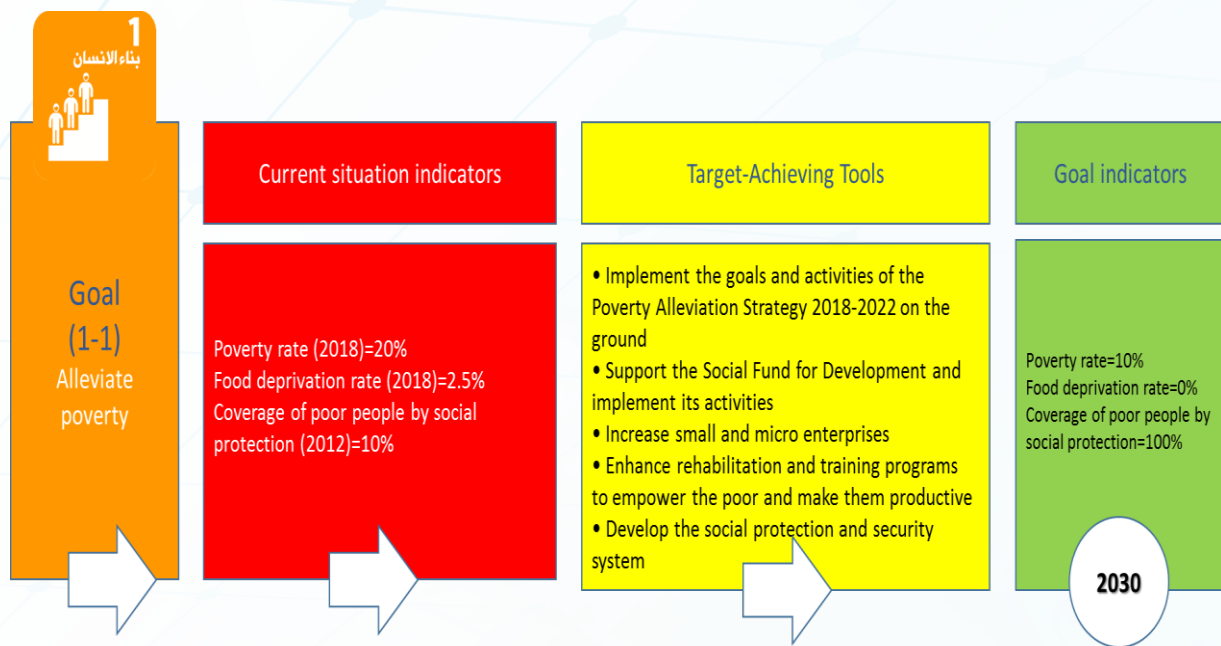 1
بناء الانسان
Goal
(1-1)
Alleviate
poverty
Current situation indicators
Poverty rate (2018)=20%
Food deprivation rate (2018)=2.5%
Coverage of poor people by social
protection (2012)=10%
Target-Achieving Tools
• Implement the goals and activities of the
Poverty Alleviation Strategy 2018-2022 on the
ground
• Support the Social Fund for Development and
implement its activities
• Increase small and micro enterprises
• Enhance rehabilitation and training programs
to empower the poor and make them productive
• Develop the social protection and security
system
Goal indicators
Poverty rate=10%
Food deprivation rate=0%
Coverage of poor people by
social protection=100%
2030